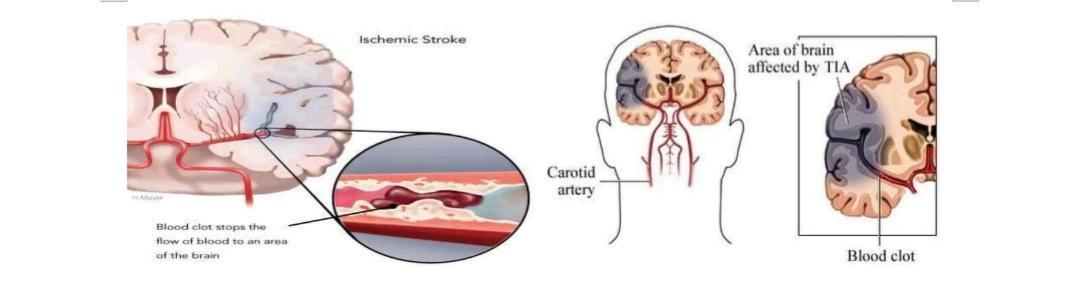 Ischemic Stroke
Blood clot stops the
flow of blood to an area
of the brain
Carotid
artery
Area of brain
affected by TIA
Blood clot